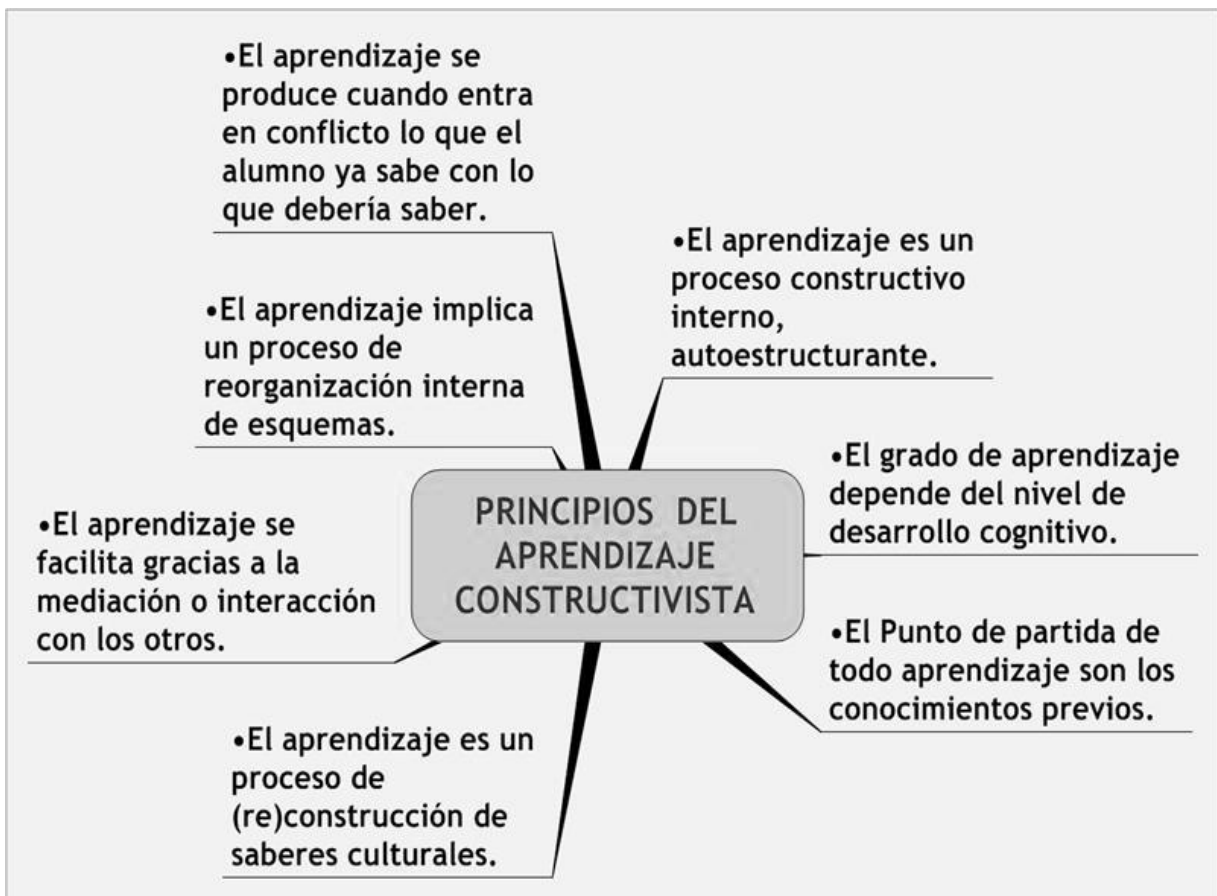 •El aprendizaje se
produce cuando entra
en conflicto lo que el
alumno ya sabe con lo
que debería saber.
•El aprendizaje es un
proceso constructivo
interno,
autoestructurante.
•El aprendizaje implica
un proceso de
reorganización interna
de esquemas.
•El grado de aprendizaje
depende del nivel de
desarrollo cognitivo.
PRINCIPIOS DEL
APRENDIZAJE
CONSTRUCTIVISTA
•El aprendizaje se
facilita gracias a la
mediación o interacción
con los otros.
•El Punto de partida de
todo aprendizaje son los
conocimientos previos.
•El aprendizaje es un
proceso de
(re)construcción de
saberes culturales.